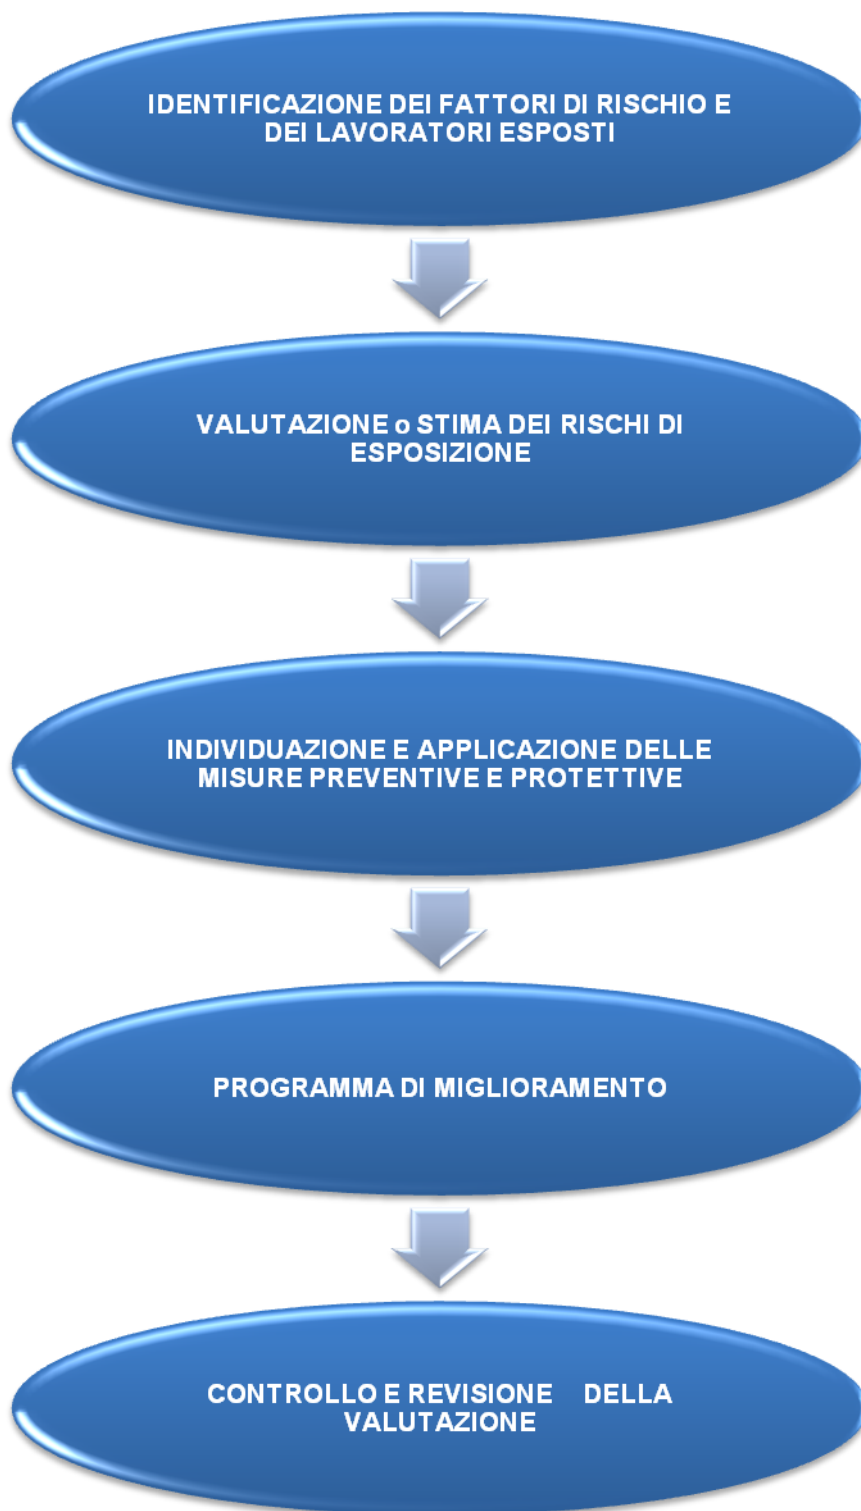 IDENTIFICAZIONE DEI FATTORI DI RISCHIO E
DEI LAVORATORI ESPOSTI
VALUTAZIONE o STIMA DEI RISCHI DI
ESPOSIZIONE
INDIVIDUAZIONE E APPLICAZIONE DELLE
MISURE PREVENTIVE E PROTETTIVE
PROGRAMMA DI MIGLIORAMENTO
CONTROLLO E REVISIONE DELLA
VALUTAZIONE